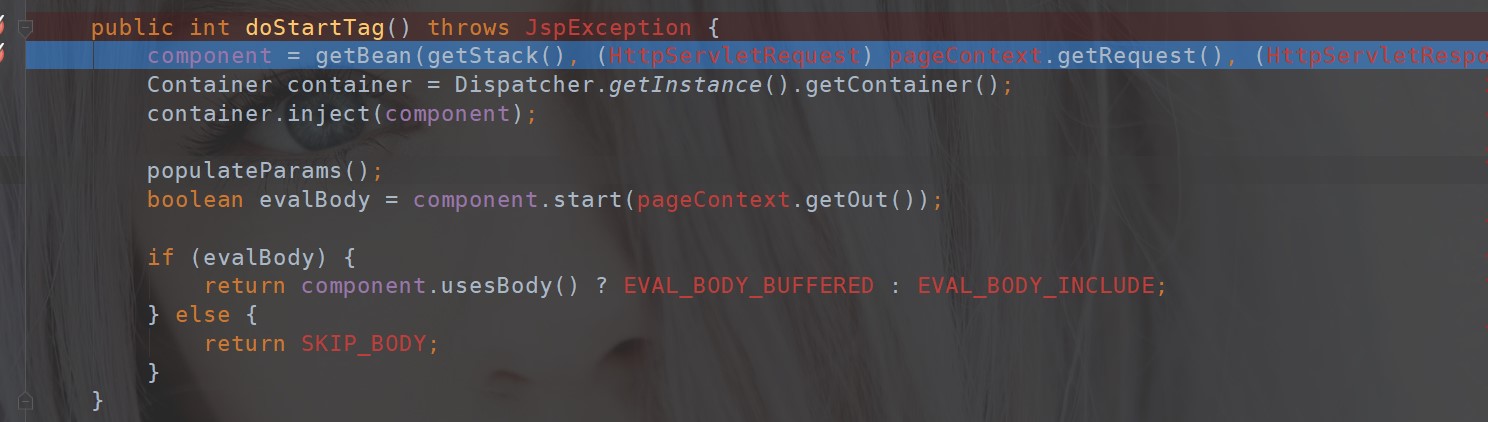 public int doStartTag() throws JspException {
component = getBean(getStack(), (HttpServletRequest) pageContext.getRequest(), (HttpServletRespo
Container container = Dispatcher.getInstance().getContainer();
container.inject(component);
populateParams();
boolean evalBody = component.start(pageContext.getOut());
if (evalBody) {
return component.usesBody() ? EVAL_BODY_BUFFERED : EVAL_BODY_INCLUDE;
} else {
return SKIP_BODY;
}
}